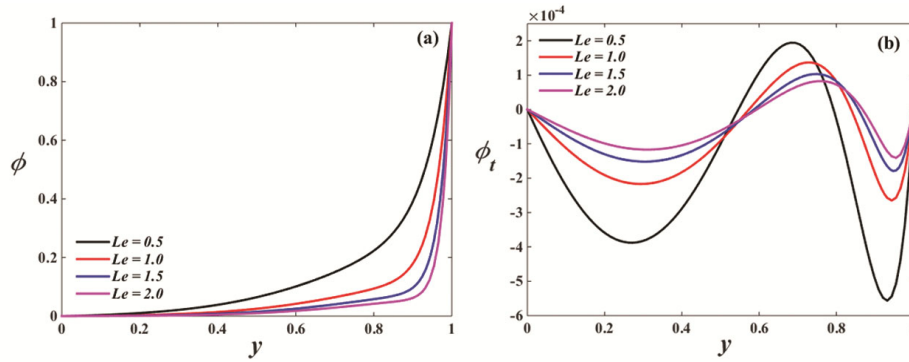 (a)
1
0.8
0.6
0.4
0.2
0
ϕ
Le = 0.5
Le = 1.0
Le = 1.5
Le = 2.0
0 0.2 0.4 0.6 0.8 1
y
×10⁻⁴
(b)
2
1
0
-1
-2
-3
-4
-5
-6
ϕt
Le = 0.5
Le = 1.0
Le = 1.5
Le = 2.0
0 0.2 0.4 0.6 0.8
y